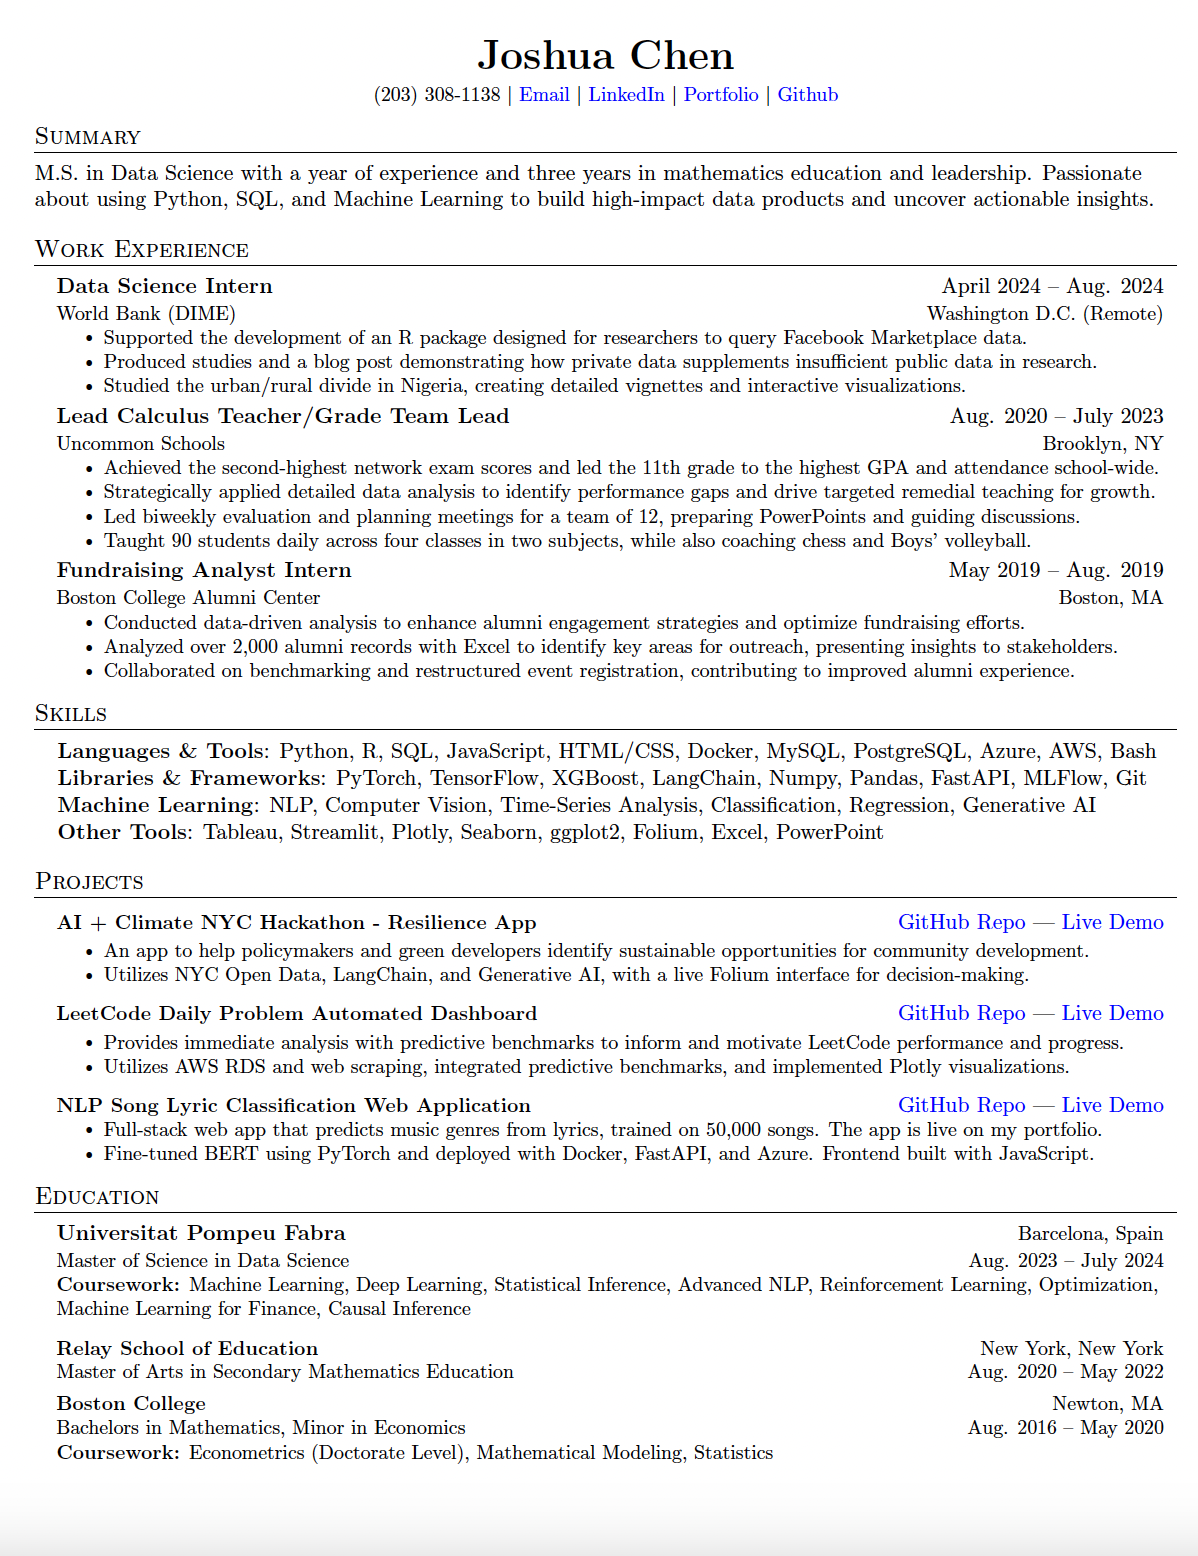 Joshua Chen
(203) 308-1138 | Email | LinkedIn | Portfolio | Github
Summary
M.S. in Data Science with a year of experience and three years in mathematics education and leadership. Passionate
about using Python, SQL, and Machine Learning to build high-impact data products and uncover actionable insights.
Work Experience
Data Science Intern April 2024 – Aug. 2024
World Bank (DIME) Washington D.C. (Remote)
• Supported the development of an R package designed for researchers to query Facebook Marketplace data.
• Produced studies and a blog post demonstrating how private data supplements insufficient public data in research.
• Studied the urban/rural divide in Nigeria, creating detailed vignettes and interactive visualizations.
Lead Calculus Teacher/Grade Team Lead Aug. 2020 – July 2023
Uncommon Schools Brooklyn, NY
• Achieved the second-highest network exam scores and led the 11th grade to the highest GPA and attendance school-wide.
• Strategically applied detailed data analysis to identify performance gaps and drive targeted remedial teaching for growth.
• Led biweekly evaluation and planning meetings for a team of 12, preparing PowerPoints and guiding discussions.
• Taught 90 students daily across four classes in two subjects, while also coaching chess and Boys' volleyball.
Fundraising Analyst Intern May 2019 – Aug. 2019
Boston College Alumni Center Boston, MA
• Conducted data-driven analysis to enhance alumni engagement strategies and optimize fundraising efforts.
• Analyzed over 2,000 alumni records with Excel to identify key areas for outreach, presenting insights to stakeholders.
• Collaborated on benchmarking and restructured event registration, contributing to improved alumni experience.
Skills
Languages & Tools: Python, R, SQL, JavaScript, HTML/CSS, Docker, MySQL, PostgreSQL, Azure, AWS, Bash
Libraries & Frameworks: PyTorch, TensorFlow, XGBoost, LangChain, Numpy, Pandas, FastAPI, MLFlow, Git
Machine Learning: NLP, Computer Vision, Time-Series Analysis, Classification, Regression, Generative AI
Other Tools: Tableau, Streamlit, Plotly, Seaborn, ggplot2, Folium, Excel, PowerPoint
Projects
AI + Climate NYC Hackathon - Resilience App GitHub Repo — Live Demo
• An app to help policymakers and green developers identify sustainable opportunities for community development.
• Utilizes NYC Open Data, LangChain, and Generative AI, with a live Folium interface for decision-making.
LeetCode Daily Problem Automated Dashboard GitHub Repo — Live Demo
• Provides immediate analysis with predictive benchmarks to inform and motivate LeetCode performance and progress.
• Utilizes AWS RDS and web scraping, integrated predictive benchmarks, and implemented Plotly visualizations.
NLP Song Lyric Classification Web Application GitHub Repo — Live Demo
• Full-stack web app that predicts music genres from lyrics, trained on 50,000 songs. The app is live on my portfolio.
• Fine-tuned BERT using PyTorch and deployed with Docker, FastAPI, and Azure. Frontend built with JavaScript.
Education
Universitat Pompeu Fabra Barcelona, Spain
Master of Science in Data Science Aug. 2023 – July 2024
Coursework: Machine Learning, Deep Learning, Statistical Inference, Advanced NLP, Reinforcement Learning, Optimization,
Machine Learning for Finance, Causal Inference
Relay School of Education New York, New York
Master of Arts in Secondary Mathematics Education Aug. 2020 – May 2022
Boston College Newton, MA
Bachelors in Mathematics, Minor in Economics Aug. 2016 – May 2020
Coursework: Econometrics (Doctorate Level), Mathematical Modeling, Statistics